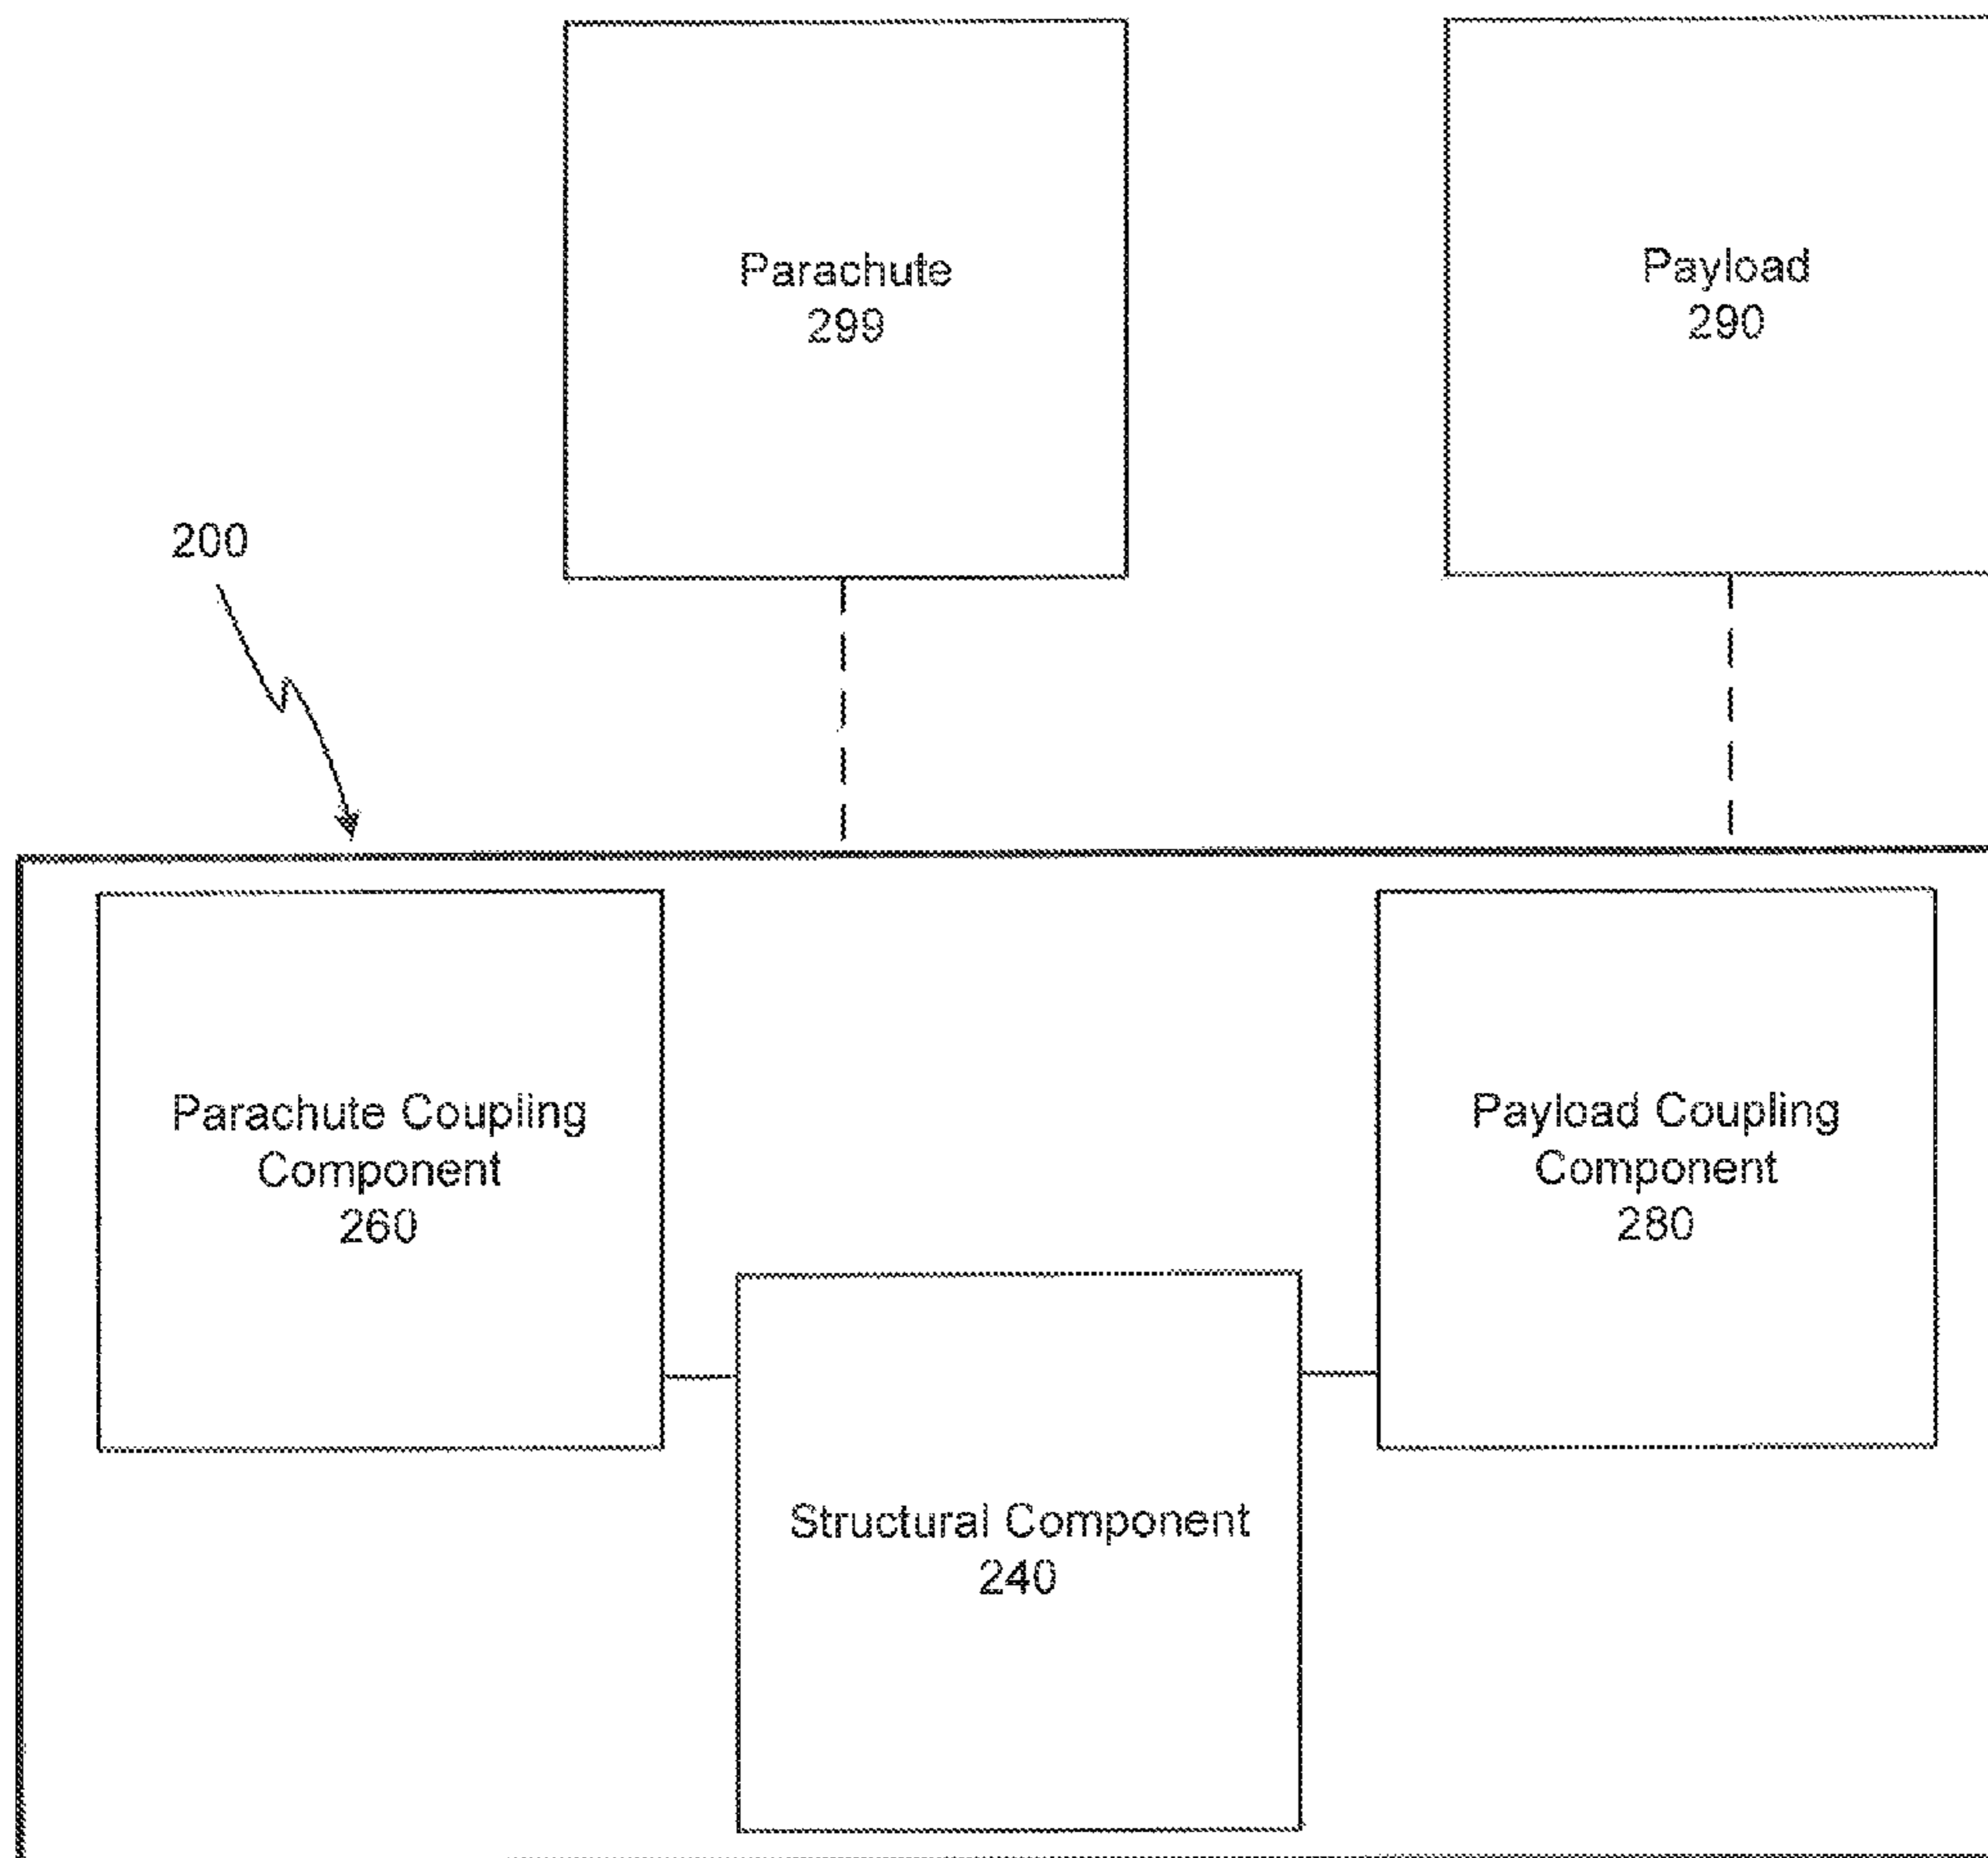 Parachute
299
Payload
290
200
Parachute Coupling
Component
260
Payload Coupling
Component
280
Structural Component
240